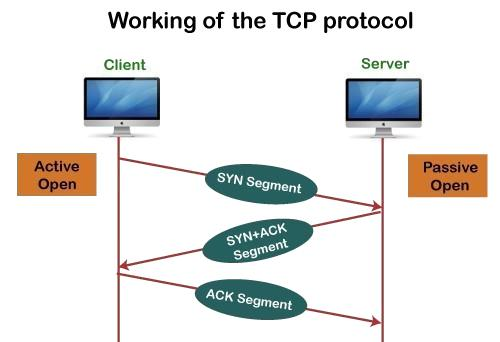 Working of the TCP protocol
Client
Server
Active
Open
Passive
Open
SYN Segment
SYN+ACK
Segment
ACK Segment